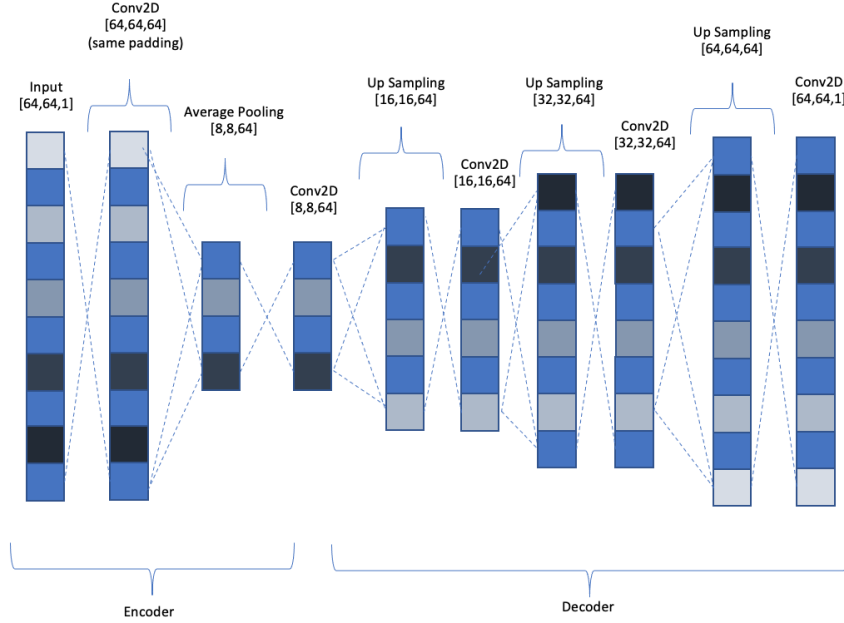 Input
[64,64,1]
Conv2D
[64,64,64]
(same padding)
Average Pooling
[8,8,64]
Conv2D
[8,8,64]
Up Sampling
[16,16,64]
Conv2D
[16,16,64]
Up Sampling
[32,32,64]
Conv2D
[32,32,64]
Up Sampling
[64,64,64]
Conv2D
[64,64,1]
Encoder
Decoder